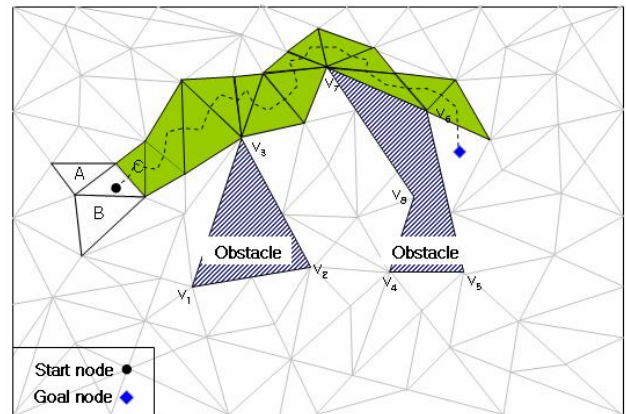 V7
V6
V3
A
C
B
V8
Obstacle
Obstacle
V2
V4
V5
V1
Start node
Goal node